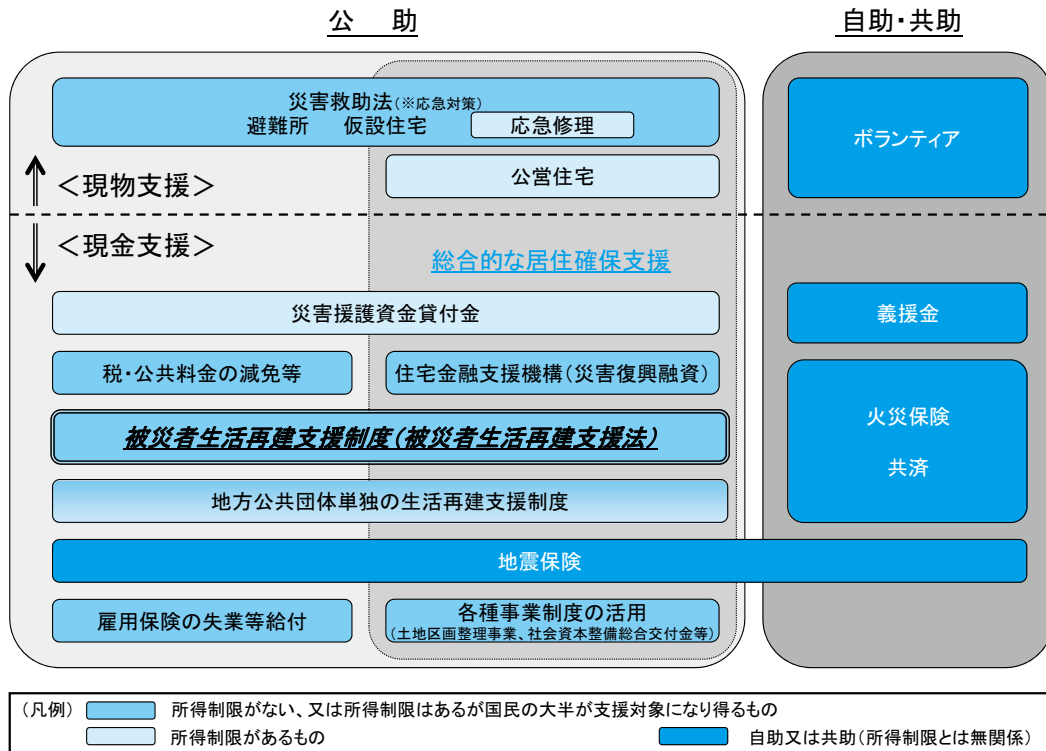 公 助
自助・共助
災害救助法(※応急対策)
避難所 仮設住宅 応急修理
ボランティア
公営住宅
＜現物支援＞
＜現金支援＞
総合的な居住確保支援
災害援護資金貸付金
義援金
税・公共料金の減免等
住宅金融支援機構(災害復興融資)
火災保険
共済
被災者生活再建支援制度(被災者生活再建支援法)
地方公共団体単独の生活再建支援制度
地震保険
雇用保険の失業等給付
各種事業制度の活用
(土地区画整理事業、社会資本整備総合交付金等)
(凡例) 所得制限がない、又は所得制限はあるが国民の大半が支援対象になり得るもの
所得制限があるもの
自助又は共助(所得制限とは無関係)